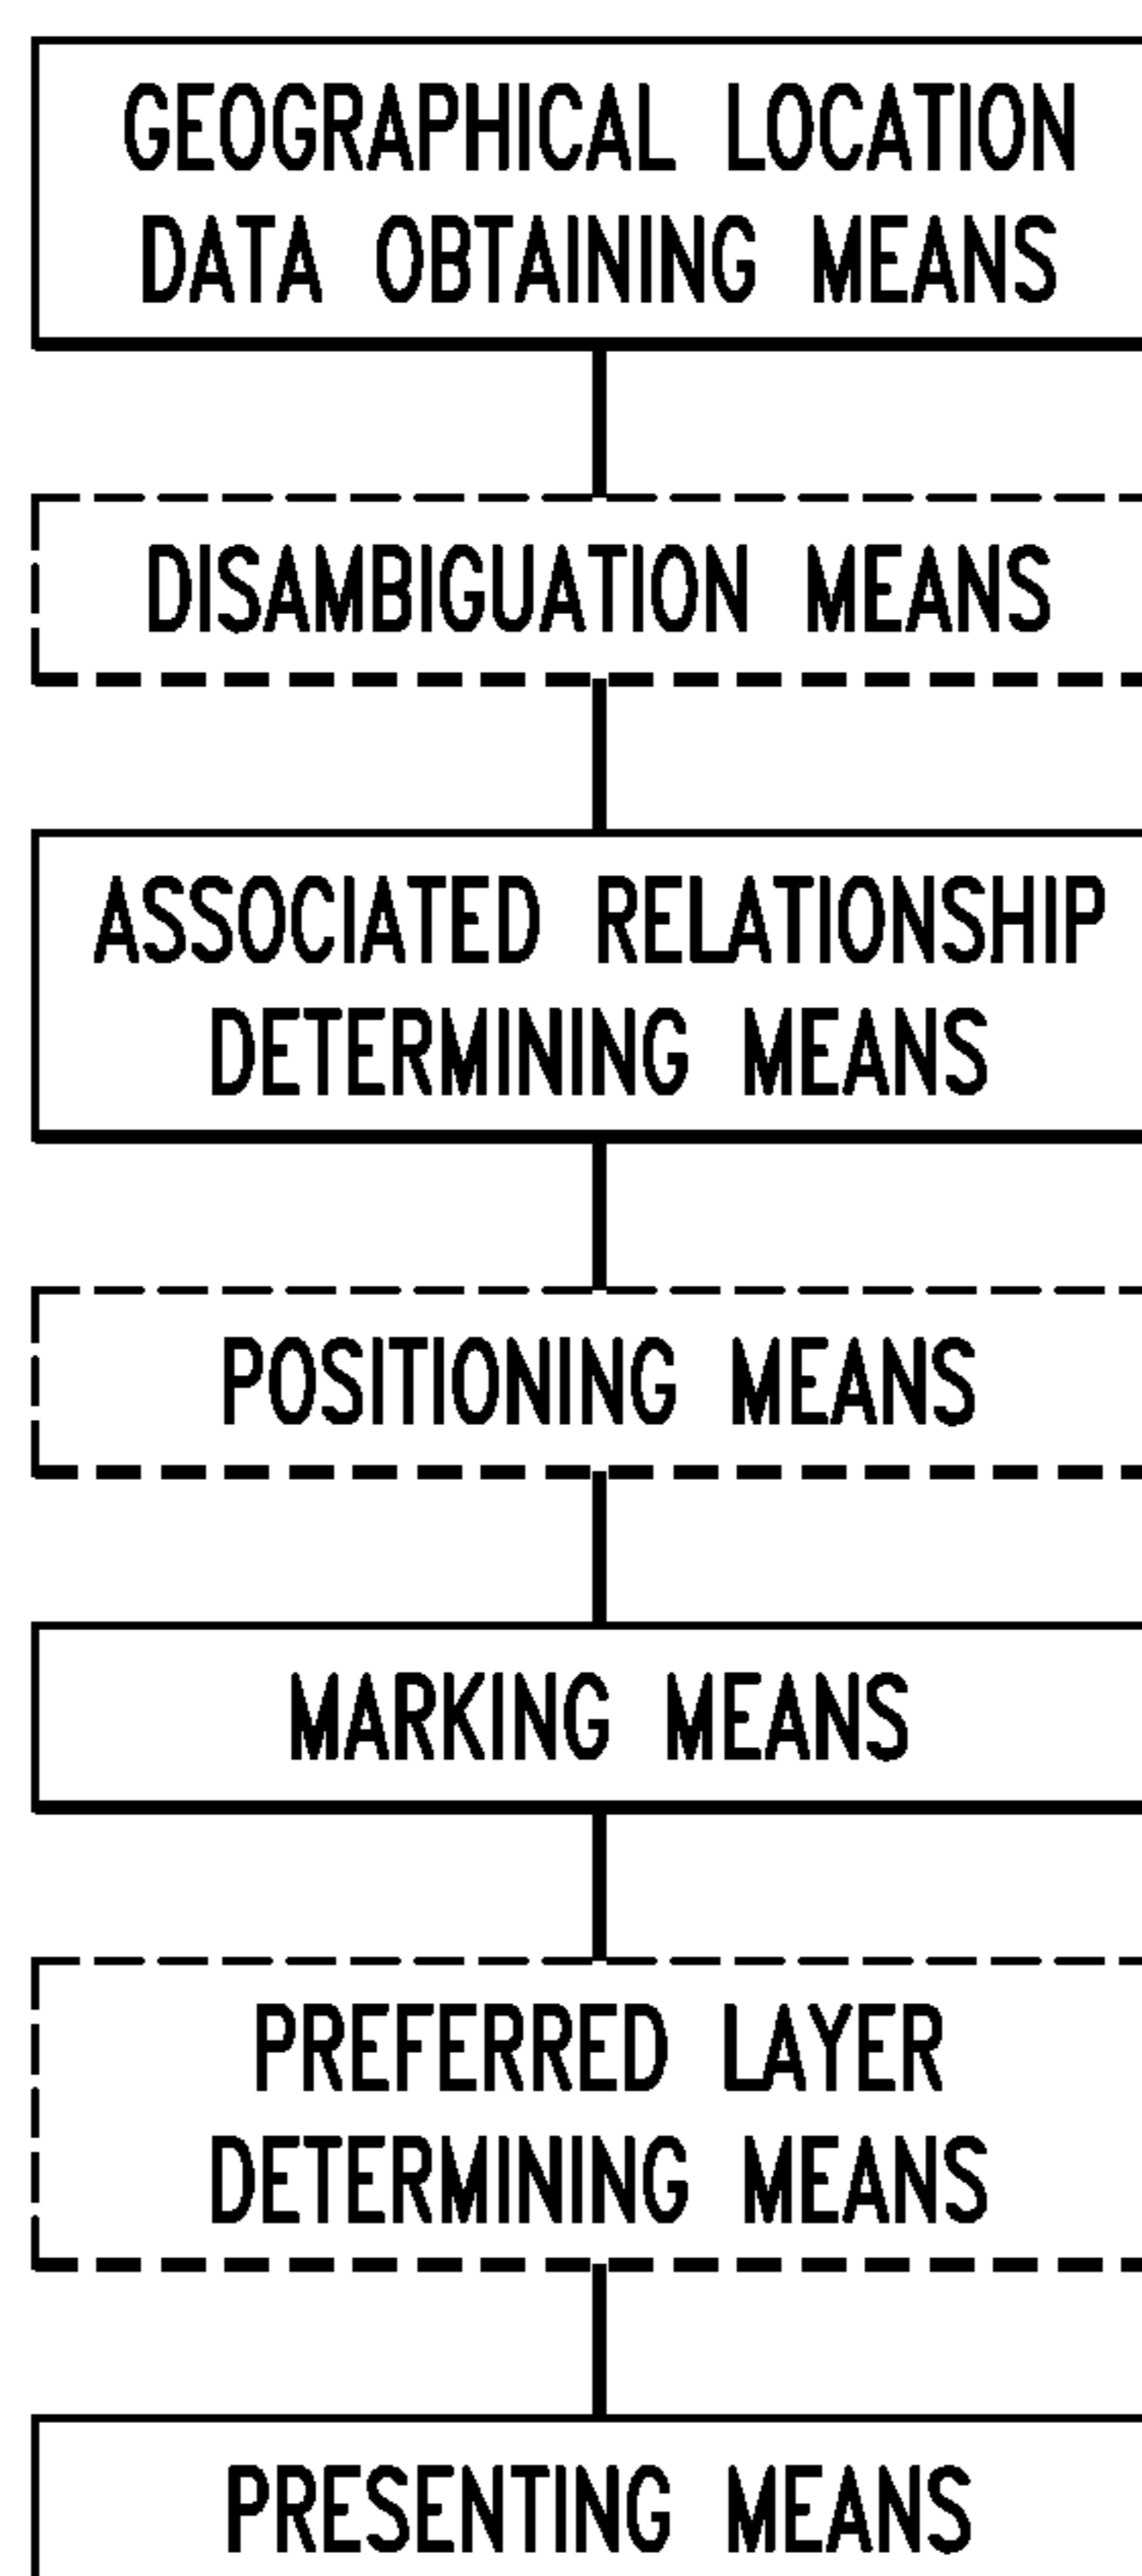 GEOGRAPHICAL LOCATION
DATA OBTAINING MEANS
DISAMBIGUATION MEANS
ASSOCIATED RELATIONSHIP
DETERMINING MEANS
POSITIONING MEANS
MARKING MEANS
PREFERRED LAYER
DETERMINING MEANS
PRESENTING MEANS